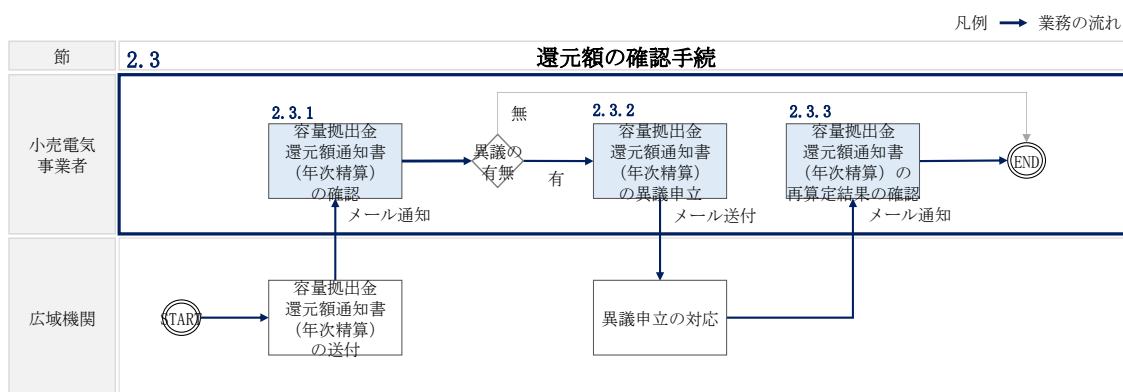 凡例 業務の流れ
節
2.3
還元額の確認手続
小売電気
事業者
2.3.1
容量拠出金
還元額通知書
（年次精算）
の確認
異議の
有無
無
有
2.3.2
容量拠出金
還元額通知書
（年次精算）
の異議申立
2.3.3
容量拠出金
還元額通知書
（年次精算）の
再算定結果の確認
END
メール通知
メール送付
メール通知
広域機関
START
容量拠出金
還元額通知書
（年次精算）
の送付
異議申立の対応